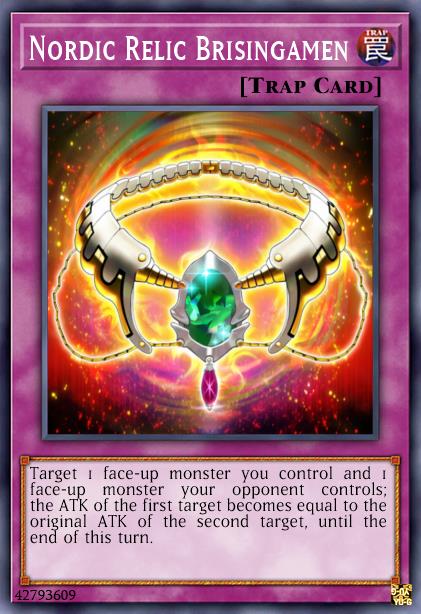 Nordic Relic Brisingamen
TRAP
罠
[Trap Card]
Target 1 face-up monster you control and 1
face-up monster your opponent controls;
the ATK of the first target becomes equal to the
original ATK of the second target, until the
end of this turn.
42793609